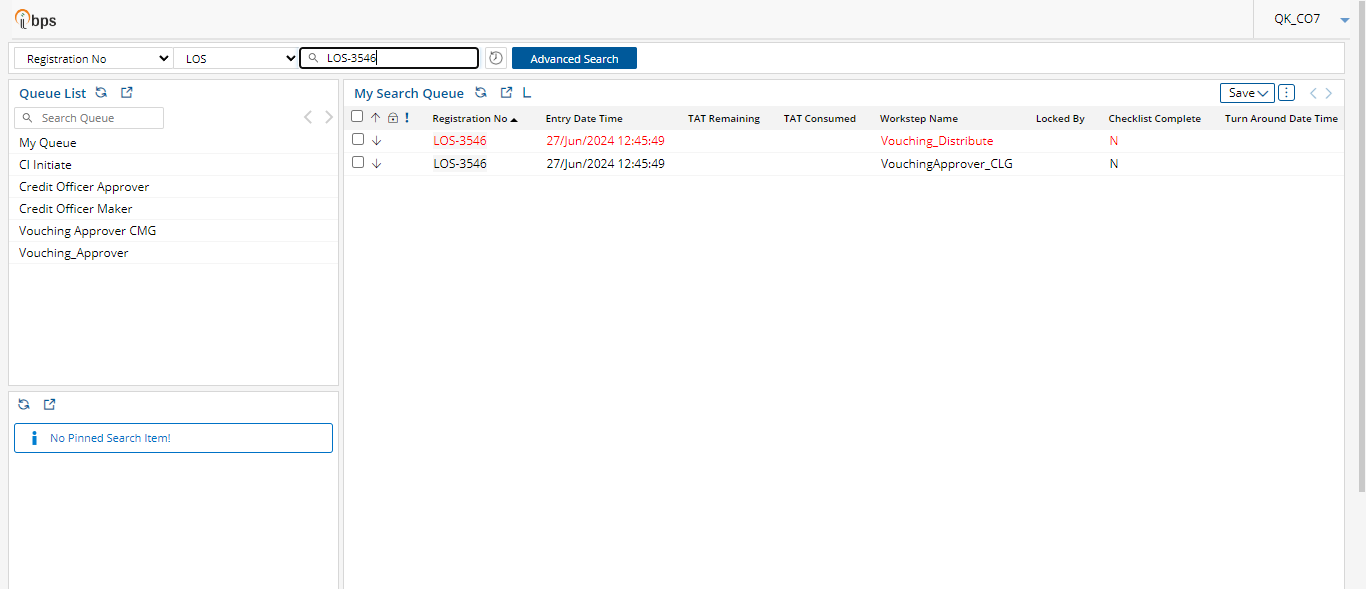 ibps
QK_CO7
Registration No LOS LOS-3546 Advanced Search
Queue List
Search Queue
My Queue
CI Initiate
Credit Officer Approver
Credit Officer Maker
Vouching Approver CMG
Vouching_Approver
No Pinned Search Item!
My Search Queue L Save
Registration No Entry Date Time TAT Remaining TAT Consumed Workstep Name Locked By Checklist Complete Turn Around Date Time
LOS-3546 27/Jun/2024 12:45:49 Vouching_Distribute N
LOS-3546 27/Jun/2024 12:45:49 VouchingApprover_CLG N